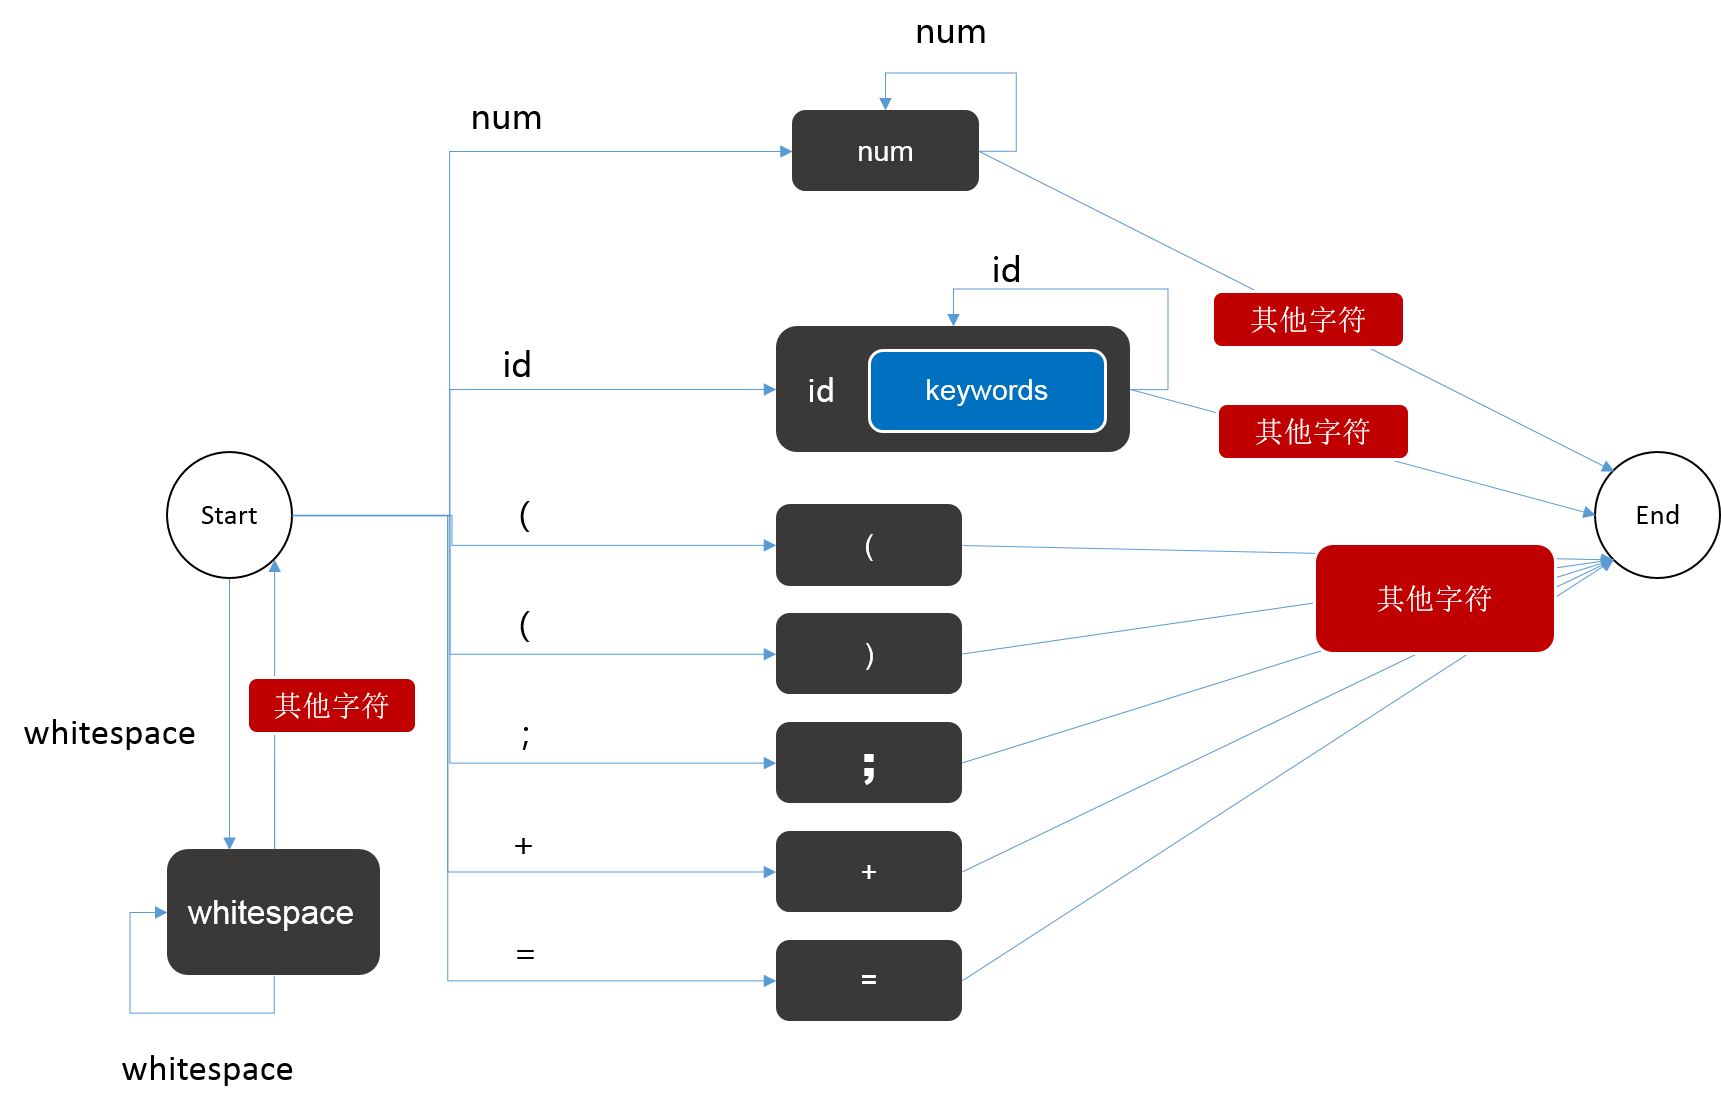 num
num
num
id
其他字符
id
id
keywords
其他字符
Start
(
(
End
其他字符
(
)
其他字符
;
;
whitespace
+
+
whitespace
=
=
whitespace